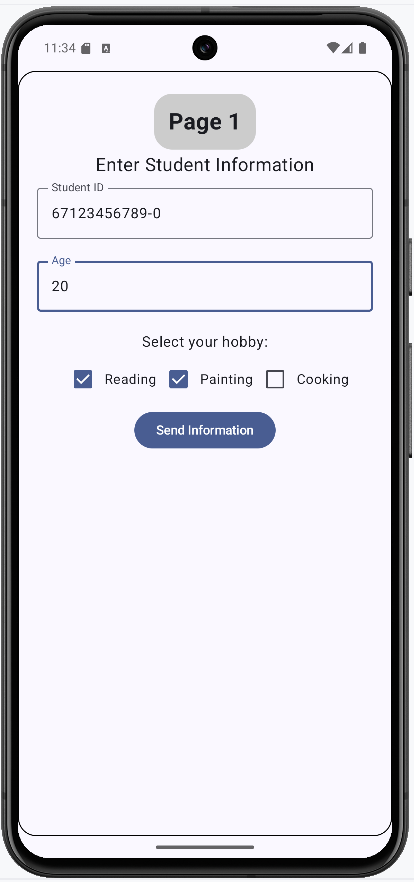 11:34
Page 1
Enter Student Information
Student ID
67123456789-0
Age
20
Select your hobby:
Reading Painting Cooking
Send Information